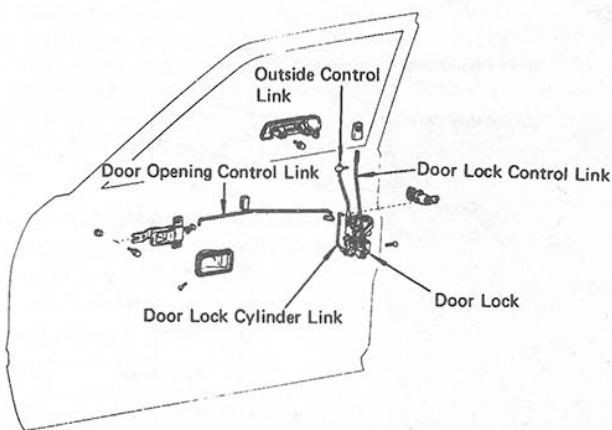 Outside Control
Link
Door Opening Control Link
Door Lock Control Link
Door Lock
Door Lock Cylinder Link